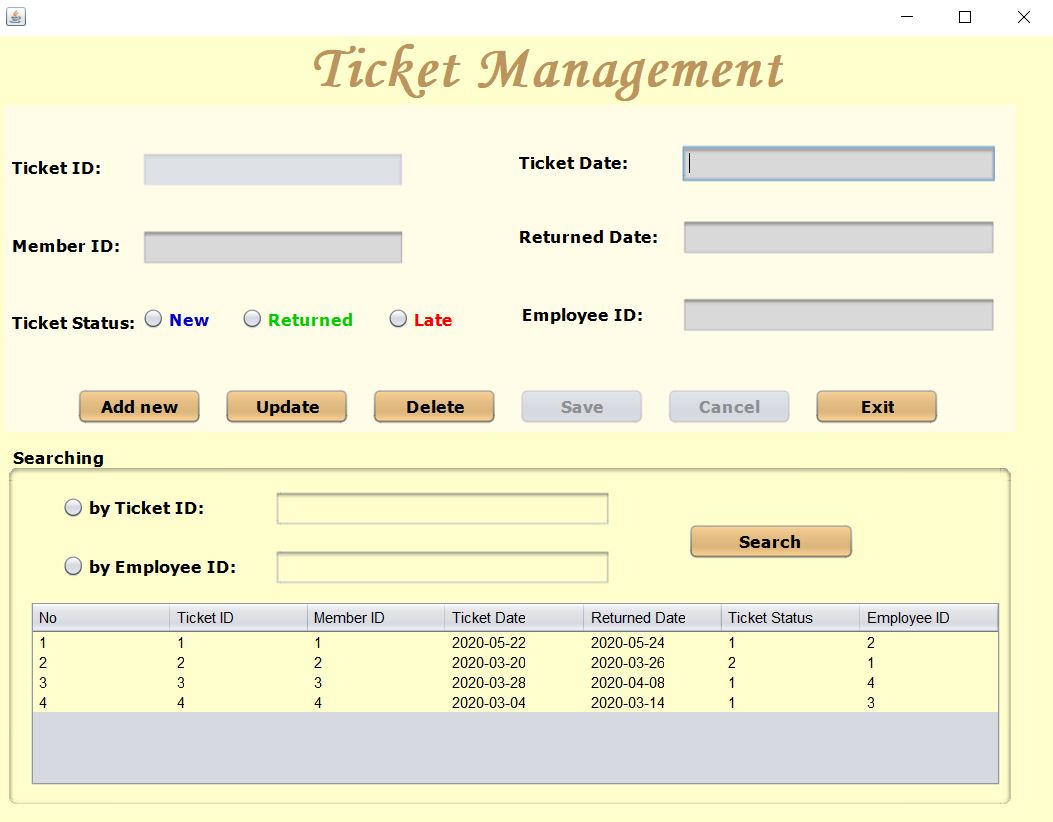 Ticket Management
Ticket ID:
Ticket Date:
Member ID:
Returned Date:
Ticket Status: New Returned Late
Employee ID:
Add new Update Delete Save Cancel Exit
Searching
by Ticket ID:
Search
by Employee ID:
No Ticket ID Member ID Ticket Date Returned Date Ticket Status Employee ID
1 1 1 2020-05-22 2020-05-24 1 2
2 2 2 2020-03-20 2020-03-26 2 1
3 3 3 2020-03-28 2020-04-08 1 4
4 4 4 2020-03-04 2020-03-14 1 3